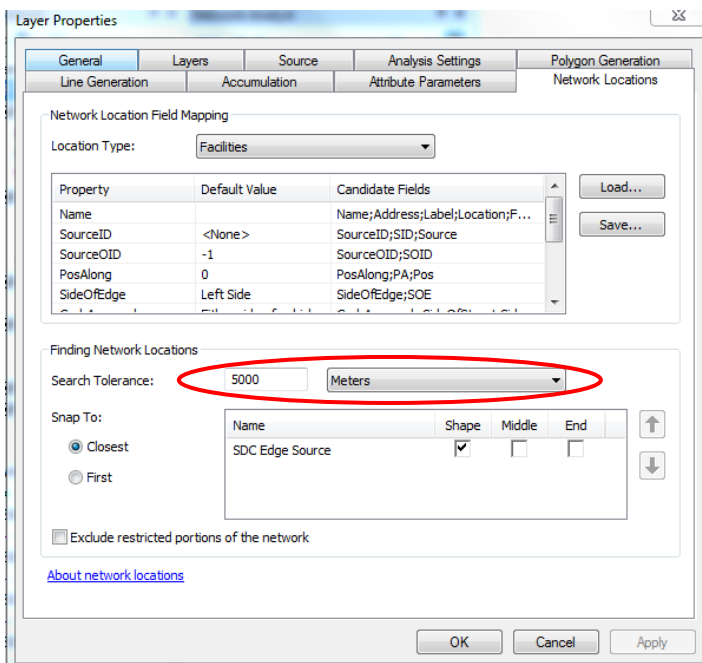 Layer Properties
General Layers Source Analysis Settings Polygon Generation
Line Generation Accumulation Attribute Parameters Network Locations
Network Location Field Mapping
Location Type: Facilities
Property Default Value Candidate Fields Load...
Name Name;Address;Label;Location;F...
SourceID <None> SourceID;SID;Source Save...
SourceOID -1 SourceOID;SOID
PosAlong 0 PosAlong;PA;Pos
SideOfEdge Left Side SideOfEdge;SOE
Finding Network Locations
Search Tolerance: 5000 Meters
Snap To:
Name Shape Middle End
Closest
SDC Edge Source
First
Exclude restricted portions of the network
About network locations
OK Cancel Apply